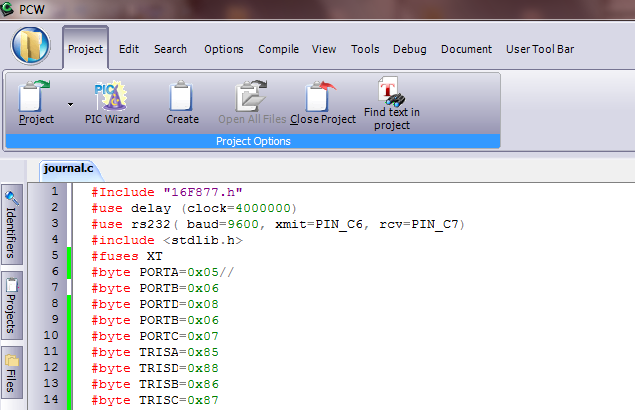 PCW
Project Edit Search Options Compile View Tools Debug Document User Tool Bar
Project PIC Wizard Create Open All Files Close Project Find text in project
PIC
Project Options
journal.c
Identifiers
Projects
Files
1 #Include "16F877.h"
2 #use delay (clock=4000000)
3 #use rs232( baud=9600, xmit=PIN_C6, rcv=PIN_C7)
4 #include <stdlib.h>
5 #fuses XT
6 #byte PORTA=0x05//
7 #byte PORTB=0x06
8 #byte PORTD=0x08
9 #byte PORTB=0x06
10 #byte PORTC=0x07
11 #byte TRISA=0x85
12 #byte TRISD=0x88
13 #byte TRISB=0x86
14 #byte TRISC=0x87